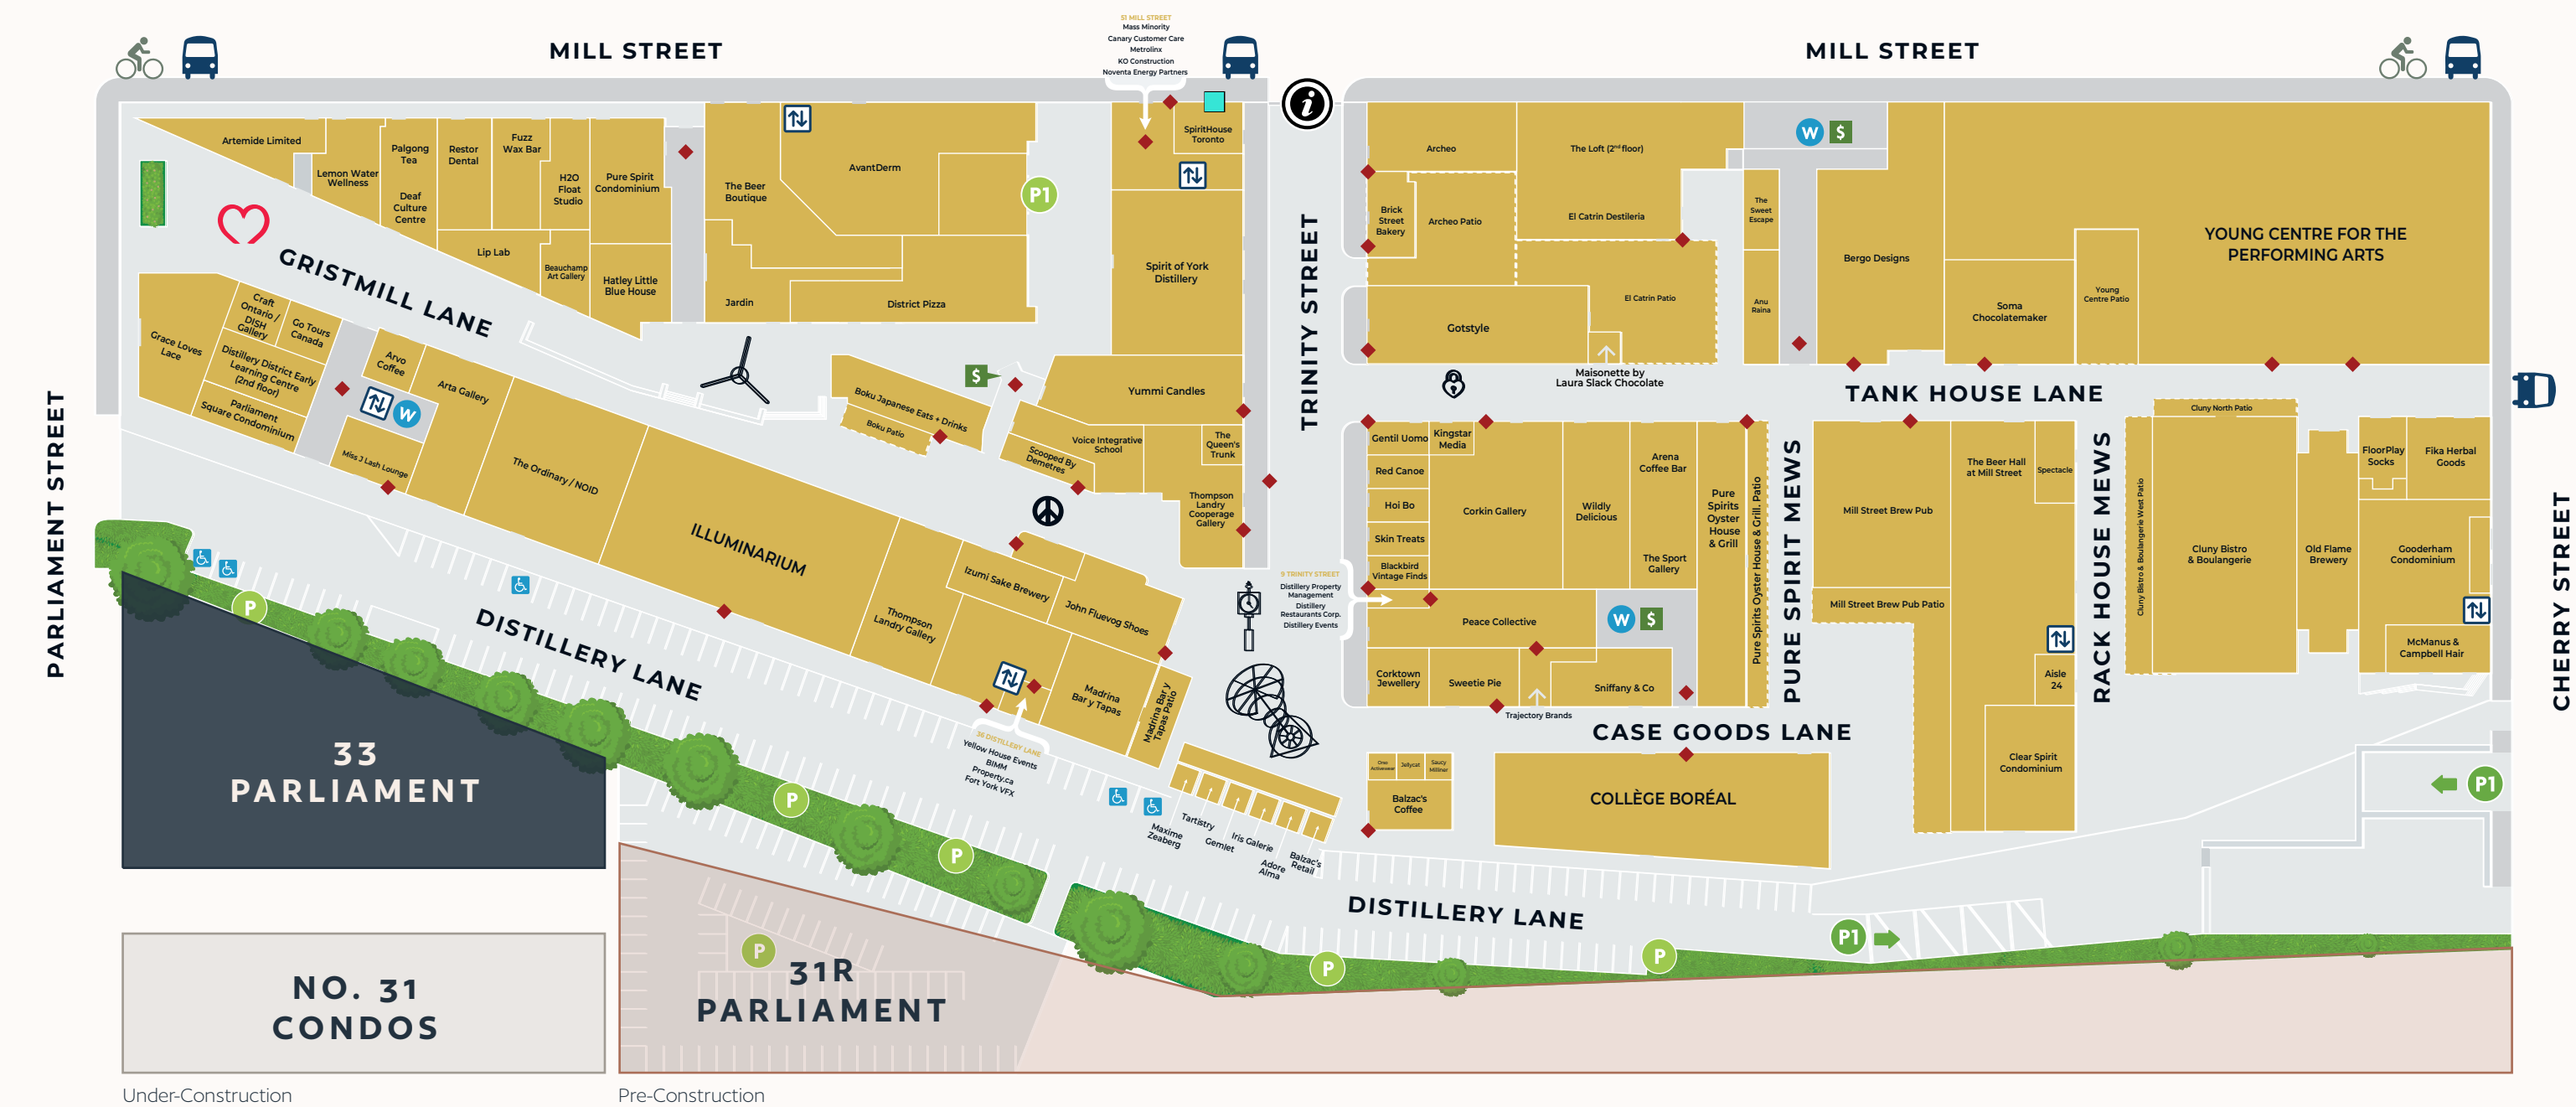 MILL STREET
51 MILL STREET
Mass Minority
Canary Customer Care
Metrolinx
KO Construction
Noventa Energy Partners
MILL STREET
i
Artemide Limited
Lemon Water
Wellness
Palgong
Tea
Deaf
Culture
Centre
Restor
Dental
Fuzz
Wax Bar
H2O
Float
Studio
Pure Spirit
Condominium
Lip Lab
Beauchamp
Art Gallery
Hatley Little
Blue House
The Beer
Boutique
AvantDerm
Jardin
District Pizza
P1
SpiritHouse
Toronto
Spirit of York
Distillery
Yummi Candles
Voice Integrative
School
The
Queen's
Trunk
Scooped By
Demetres
Thompson
Landry
Cooperage
Gallery
$
Boku Japanese Eats + Drinks
Boku Patio
GRISTMILL LANE
Grace Loves
Lace
Craft
Ontario /
DISH
Gallery
Go Tours
Canada
Distillery District Early
Learning Centre
(2nd floor)
Parliament
Square Condominium
Arvo
Coffee
W
Miss J Lash Lounge
Arta Gallery
The Ordinary / NOID
ILLUMINARIUM
Thompson
Landry Gallery
Izumi Sake Brewery
John Fluevog Shoes
Madrina
Bar y Tapas
Madrina Bar y
Tapas Patio
35 DISTILLERY LANE
Yellow House Events
BIMM
Property.ca
Fort York VFX
PARLIAMENT STREET
DISTILLERY LANE
P
P
P
Maxime
Zeaberg
Tartistry
Gemlet
Iris Galerie
Adore
Alma
Balzac's
Retail
TRINITY STREET
Archeo
The Loft (2nd floor)
Brick
Street
Bakery
Archeo Patio
El Catrin Destileria
El Catrin Patio
Gotstyle
Maisonette by
Laura Slack Chocolate
W $
The
Sweet
Escape
Anu
Raina
Bergo Designs
Soma
Chocolatemaker
Young
Centre Patio
YOUNG CENTRE FOR THE
PERFORMING ARTS
TANK HOUSE LANE
Gentil Uomo
Kingstar
Media
Red Canoe
Hoi Bo
Skin Treats
Blackbird
Vintage Finds
Corkin Gallery
Wildly
Delicious
Arena
Coffee Bar
The Sport
Gallery
Pure
Spirits
Oyster
House
& Grill
Pure Spirits Oyster House & Grill. Patio
9 TRINITY STREET
Distillery Property
Management
Distillery
Restaurants Corp.
Distillery Events
Peace Collective
W $
Corktown
Jewellery
Sweetie Pie
Sniffany & Co
Trajectory Brands
PURE SPIRIT MEWS
Mill Street Brew Pub
Mill Street Brew Pub Patio
The Beer Hall
at Mill Street
Spectacle
Aisle
24
Clear Spirit
Condominium
RACK HOUSE MEWS
Cluny North Patio
Cluny Bistro & Boulangerie West Patio
Cluny Bistro
& Boulangerie
Old Flame
Brewery
FloorPlay
Socks
Fika Herbal
Goods
Gooderham
Condominium
McManus &
Campbell Hair
CHERRY STREET
CASE GOODS LANE
Jellycat
Saucy
Milliner
Balzac's
Coffee
COLLÈGE BORÉAL
DISTILLERY LANE
P1
P1
P
P
P
33
PARLIAMENT
NO. 31
CONDOS
31R
PARLIAMENT
Under-Construction
Pre-Construction